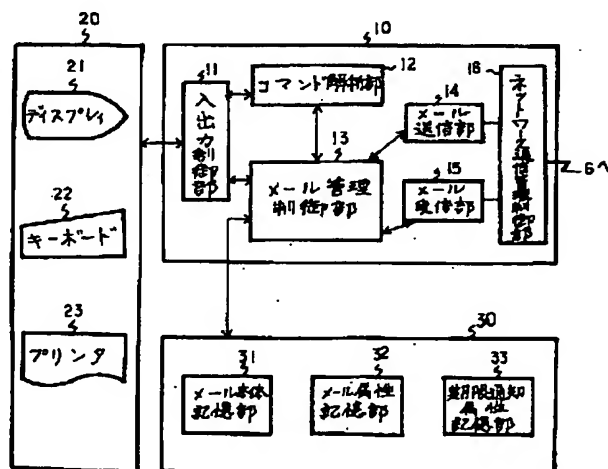 20
21
ディスプレイ
22
キーボード
23
プリンタ
10
11
入出力制御部
12
コマンド解析部
13
メール管理
制御部
14
メール
送信部
15
メール
受信部
16
ネットワーク通信管理制御部
6へ
30
31
メール本体
記憶部
32
メール属性
記憶部
33
期限通知
属性
記憶部